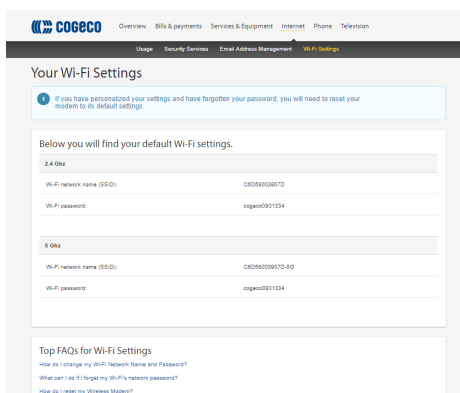 COGECO
Overview Bills & payments Services & Equipment Internet Phone Television
Usage Security Services Email Address Management Wi-Fi Settings
Your Wi-Fi Settings
If you have personalized your settings and have forgotten your password, you will need to reset your
modem to its default settings.
Below you will find your default Wi-Fi settings.
2.4 Ghz
Wi-Fi network name (SSID): C6D58003907D
Wi-Fi password: cogeco0801334
5 Ghz
Wi-Fi network name (SSID): C6D58003907D-5G
Wi-Fi password: cogeco0801334
Top FAQs for Wi-Fi Settings
How do I change my Wi-Fi Network Name and Password?
What can I do if I forget my Wi-Fi's network password?
How do I reset my Wireless Modem?